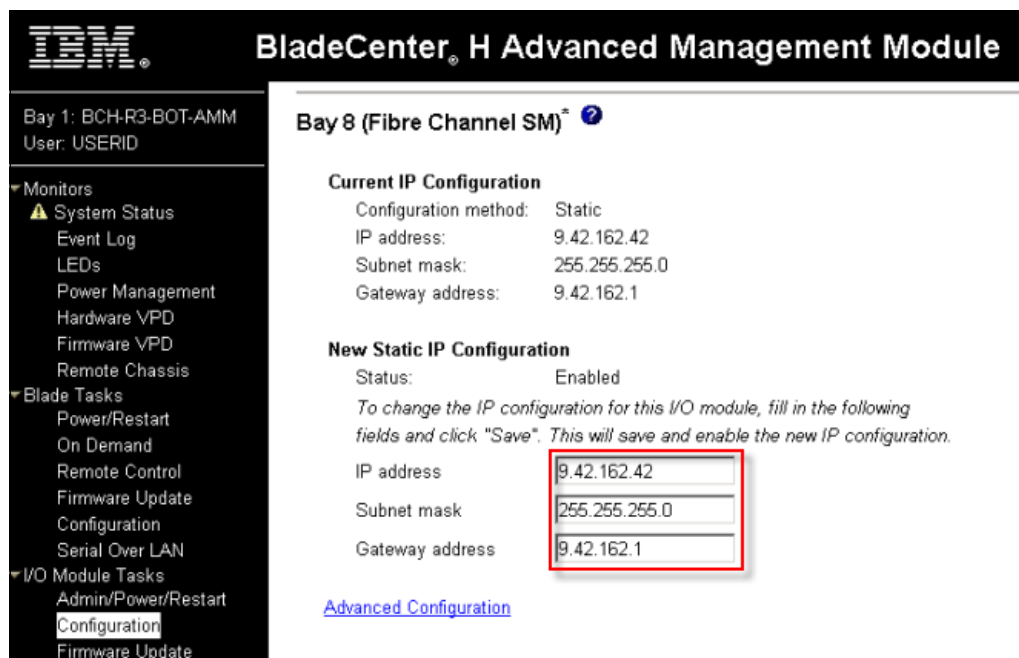 IBM®
BladeCenter® H Advanced Management Module
Bay 1: BCH-R3-BOT-AMM
User: USERID
Monitors
System Status
Event Log
LEDs
Power Management
Hardware VPD
Firmware VPD
Remote Chassis
Blade Tasks
Power/Restart
On Demand
Remote Control
Firmware Update
Configuration
Serial Over LAN
I/O Module Tasks
Admin/Power/Restart
Configuration
Firmware Update
Bay 8 (Fibre Channel SM)* ?
Current IP Configuration
Configuration method: Static
IP address: 9.42.162.42
Subnet mask: 255.255.255.0
Gateway address: 9.42.162.1
New Static IP Configuration
Status: Enabled
To change the IP configuration for this I/O module, fill in the following
fields and click "Save". This will save and enable the new IP configuration.
IP address 9.42.162.42
Subnet mask 255.255.255.0
Gateway address 9.42.162.1
Advanced Configuration